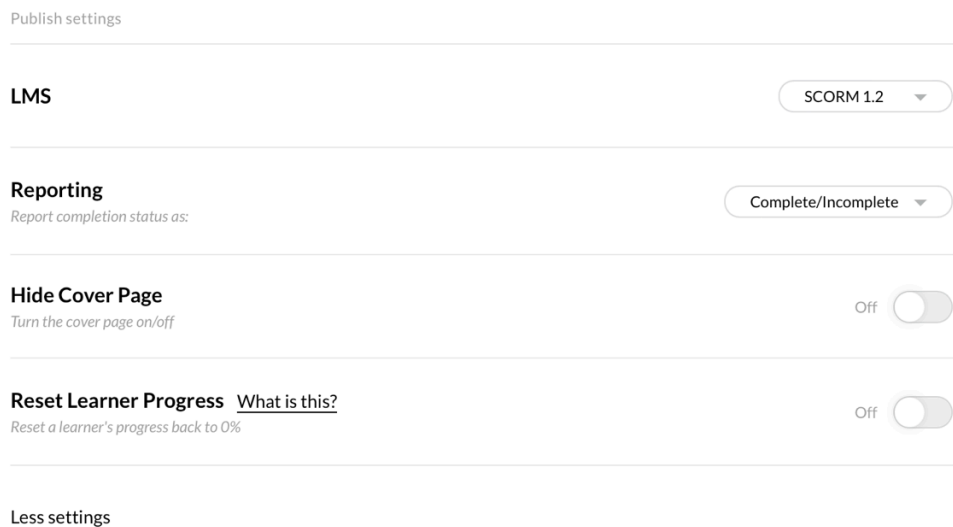 Publish settings
LMS
SCORM 1.2
Reporting
Report completion status as:
Complete/Incomplete
Hide Cover Page
Turn the cover page on/off
Off
Reset Learner Progress What is this?
Reset a learner's progress back to 0%
Off
Less settings